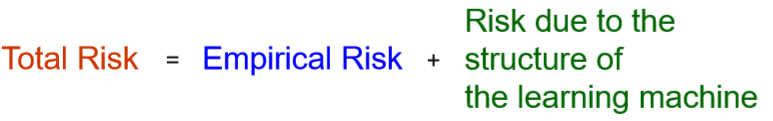 Risk due to the
Total Risk = Empirical Risk + structure of
the learning machine